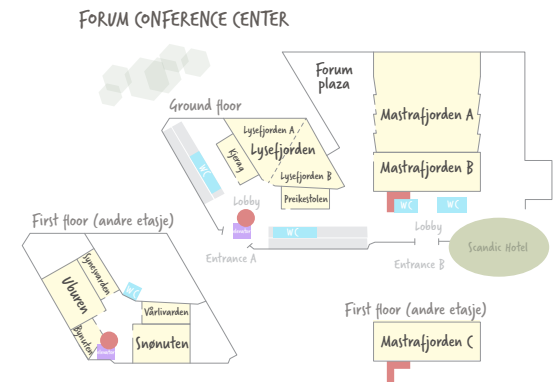 FORUM CONFERENCE CENTER
Forum
plaza
Ground floor
Lysefjorden A
Lysefjorden
Lysefjorden B
Kjerag
WC
Preikestolen
Mastrafjorden A
Mastrafjorden B
WC
WC
Lobby
elevator
WC
Entrance A
Lobby
Entrance B
Scandic Hotel
First floor (andre etasje)
Synesvarden
Uburen
WC
Vårlivarden
Bynuten
elevator
Snønuten
First floor (andre etasje)
Mastrafjorden C